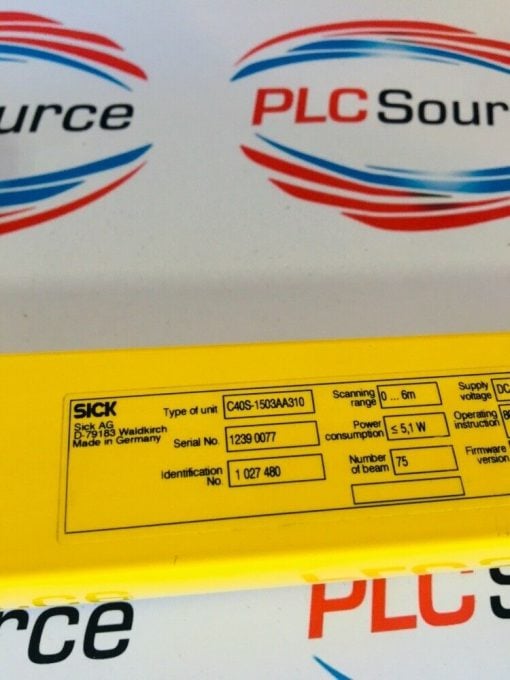 urce
PLC Sour
SICK
Sick AG
D-79183 Waldkirch
Made in Germany
Type of unit C40S-1503AA310
Serial No. 1239 0077
Identification No. 1 027 480
Scanning range 0 ... 6m
Power consumption ≤ 5,1 W
Number of beam 75
Supply voltage DC
Operating instruction
Firmware version
rce
PLC S